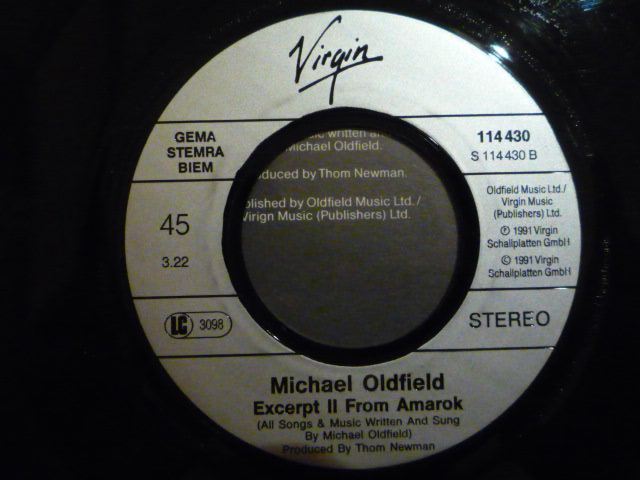 Virgin
GEMA
STEMRA
BIEM
45
3.22
LC 3098
written
Michael Oldfield.
by Thom Newman.
by Oldfield Music Ltd./
Virign Music (Publishers) Ltd.
114 430
S 114 430 B
Oldfield Music Ltd./
Virgin Music
(Publishers) Ltd.
℗ 1991 Virgin
Schallplatten GmbH
© 1991 Virgin
Schallplatten GmbH
STEREO
Michael Oldfield
Excerpt II From Amarok
(All Songs & Music Written And Sung
By Michael Oldfield)
Produced By Thom Newman